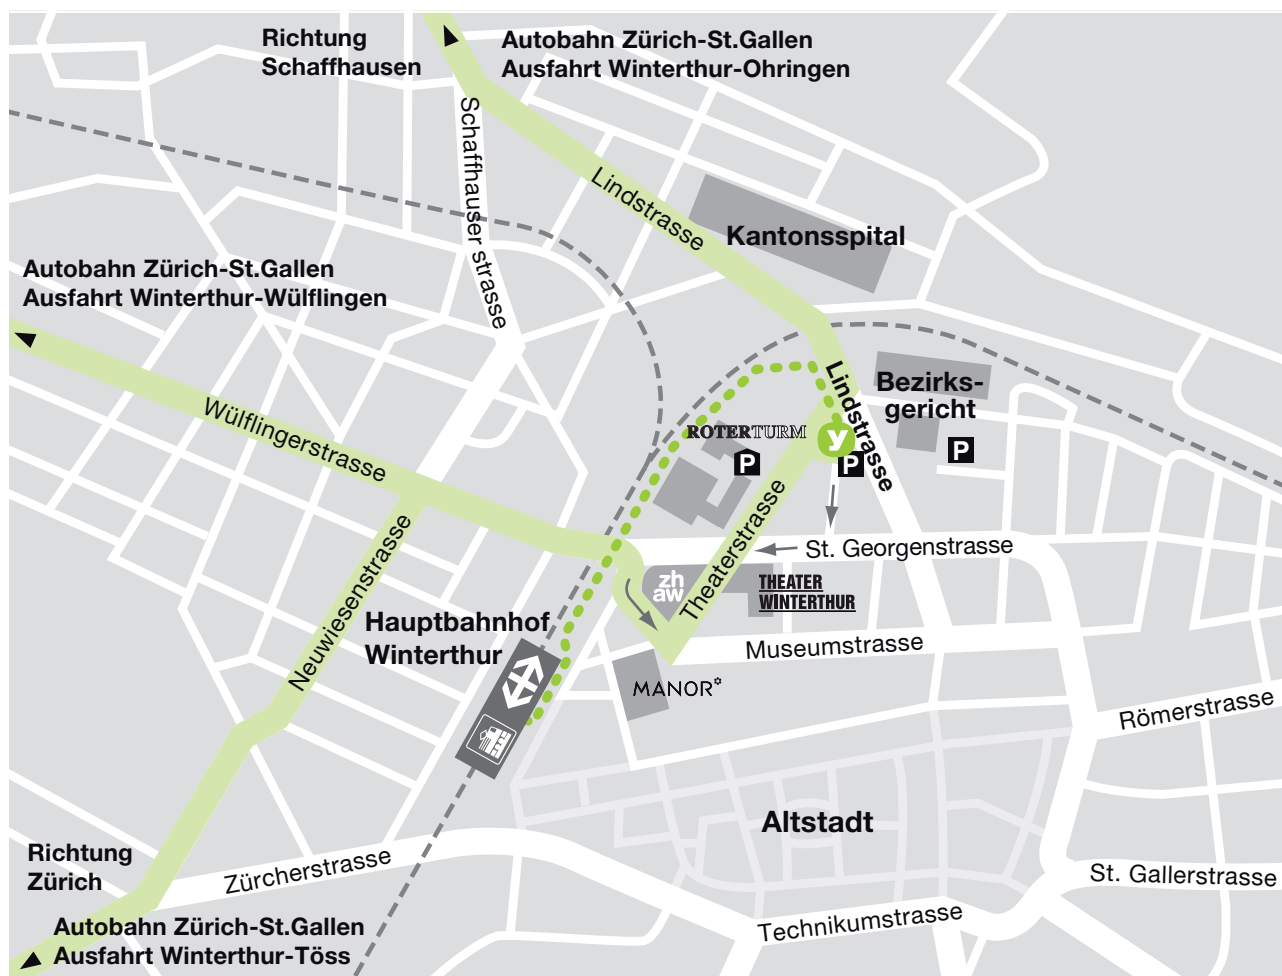 Richtung
Schaffhausen
Autobahn Zürich-St.Gallen
Ausfahrt Winterthur-Ohringen
Schaffhauser strasse
Lindstrasse
Kantonsspital
Autobahn Zürich-St.Gallen
Ausfahrt Winterthur-Wülflingen
Lindstrasse
Bezirks-
gericht
Wülflingerstrasse
ROTERTURM
y
P
P
P
Theaterstrasse
St. Georgenstrasse
Neuwiesenstrasse
zh
aw
THEATER
WINTERTHUR
Hauptbahnhof
Winterthur
Museumstrasse
MANOR*
Römerstrasse
Altstadt
Richtung
Zürich
Zürcherstrasse
St. Gallerstrasse
Technikumstrasse
Autobahn Zürich-St.Gallen
Ausfahrt Winterthur-Töss